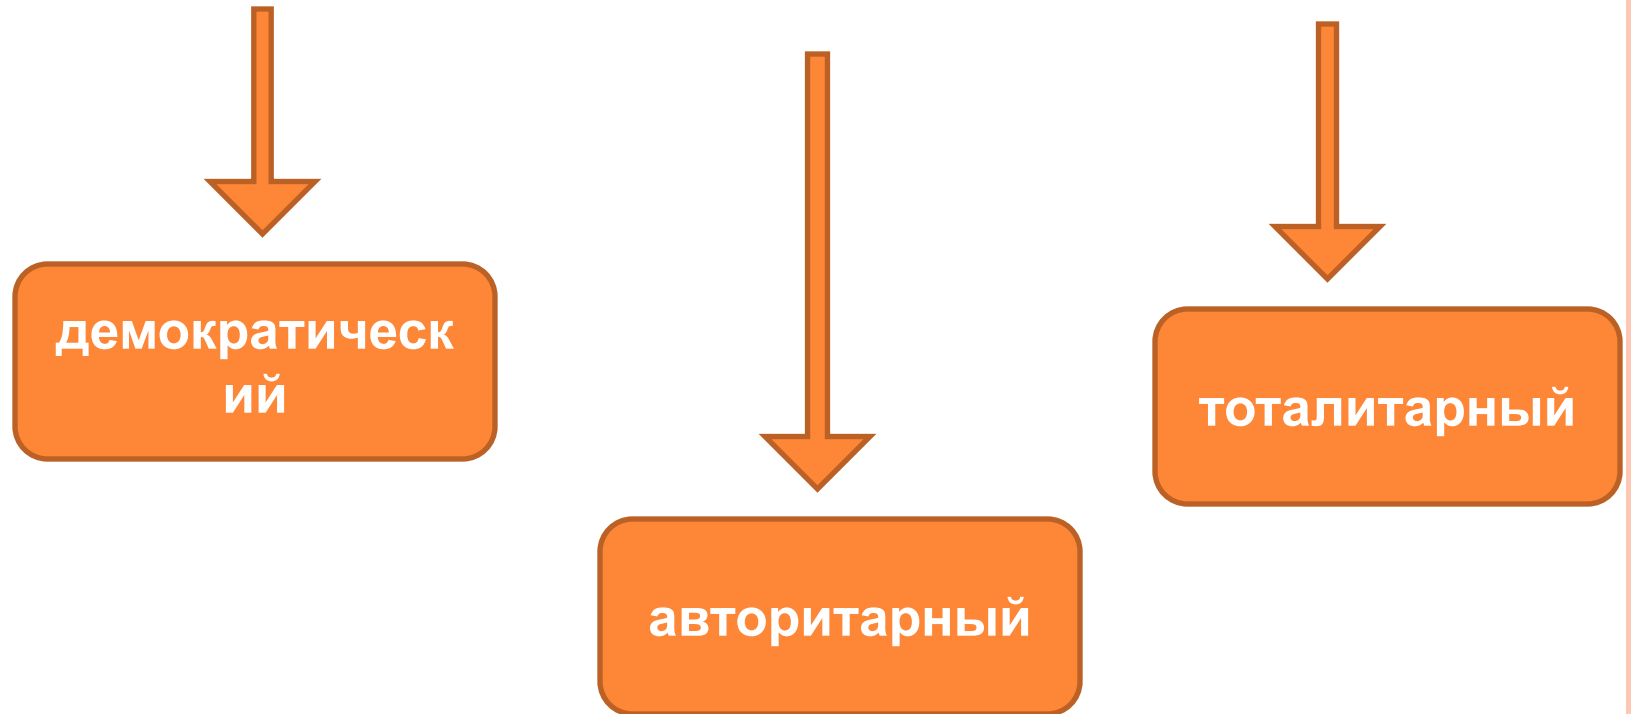 демократическ
ий
тоталитарный
авторитарный